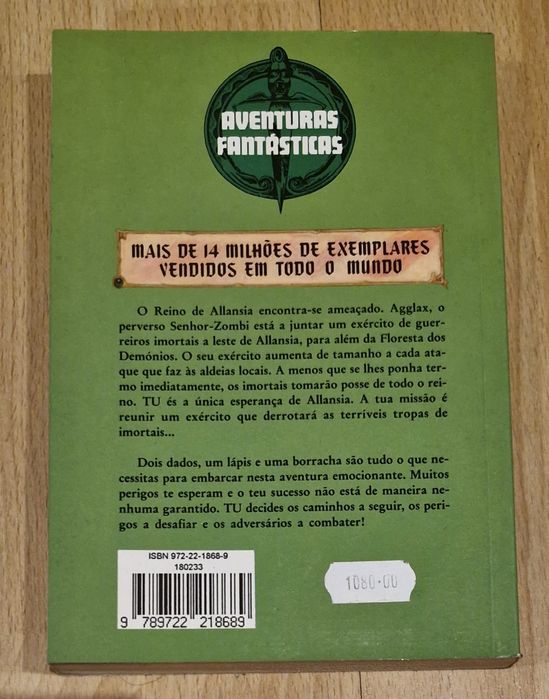 AVENTURAS
FANTÁSTICAS
MAIS DE 14 MILHÕES DE EXEMPLARES
VENDIDOS EM TODO O MUNDO
O Reino de Allansia encontra-se ameaçado. Agglax, o
perverso Senhor-Zombi está a juntar um exército de guer-
reiros imortais a leste de Allansia, para além da Floresta dos
Demónios. O seu exército aumenta de tamanho a cada ata-
que que faz às aldeias locais. A menos que se lhes ponha ter-
mo imediatamente, os imortais tomarão posse de todo o rei-
no. TU és a única esperança de Allansia. A tua missão é
reunir um exército que derrotará as terríveis tropas de
imortais...
Dois dados, um lápis e uma borracha são tudo o que ne-
cessitas para embarcar nesta aventura emocionante. Muitos
perigos te esperam e o teu sucesso não está de maneira ne-
nhuma garantido. TU decides os caminhos a seguir, os peri-
gos a desafiar e os adversários a combater!
ISBN 972-22-1868-9
180233
9 789722 218689
1080·00